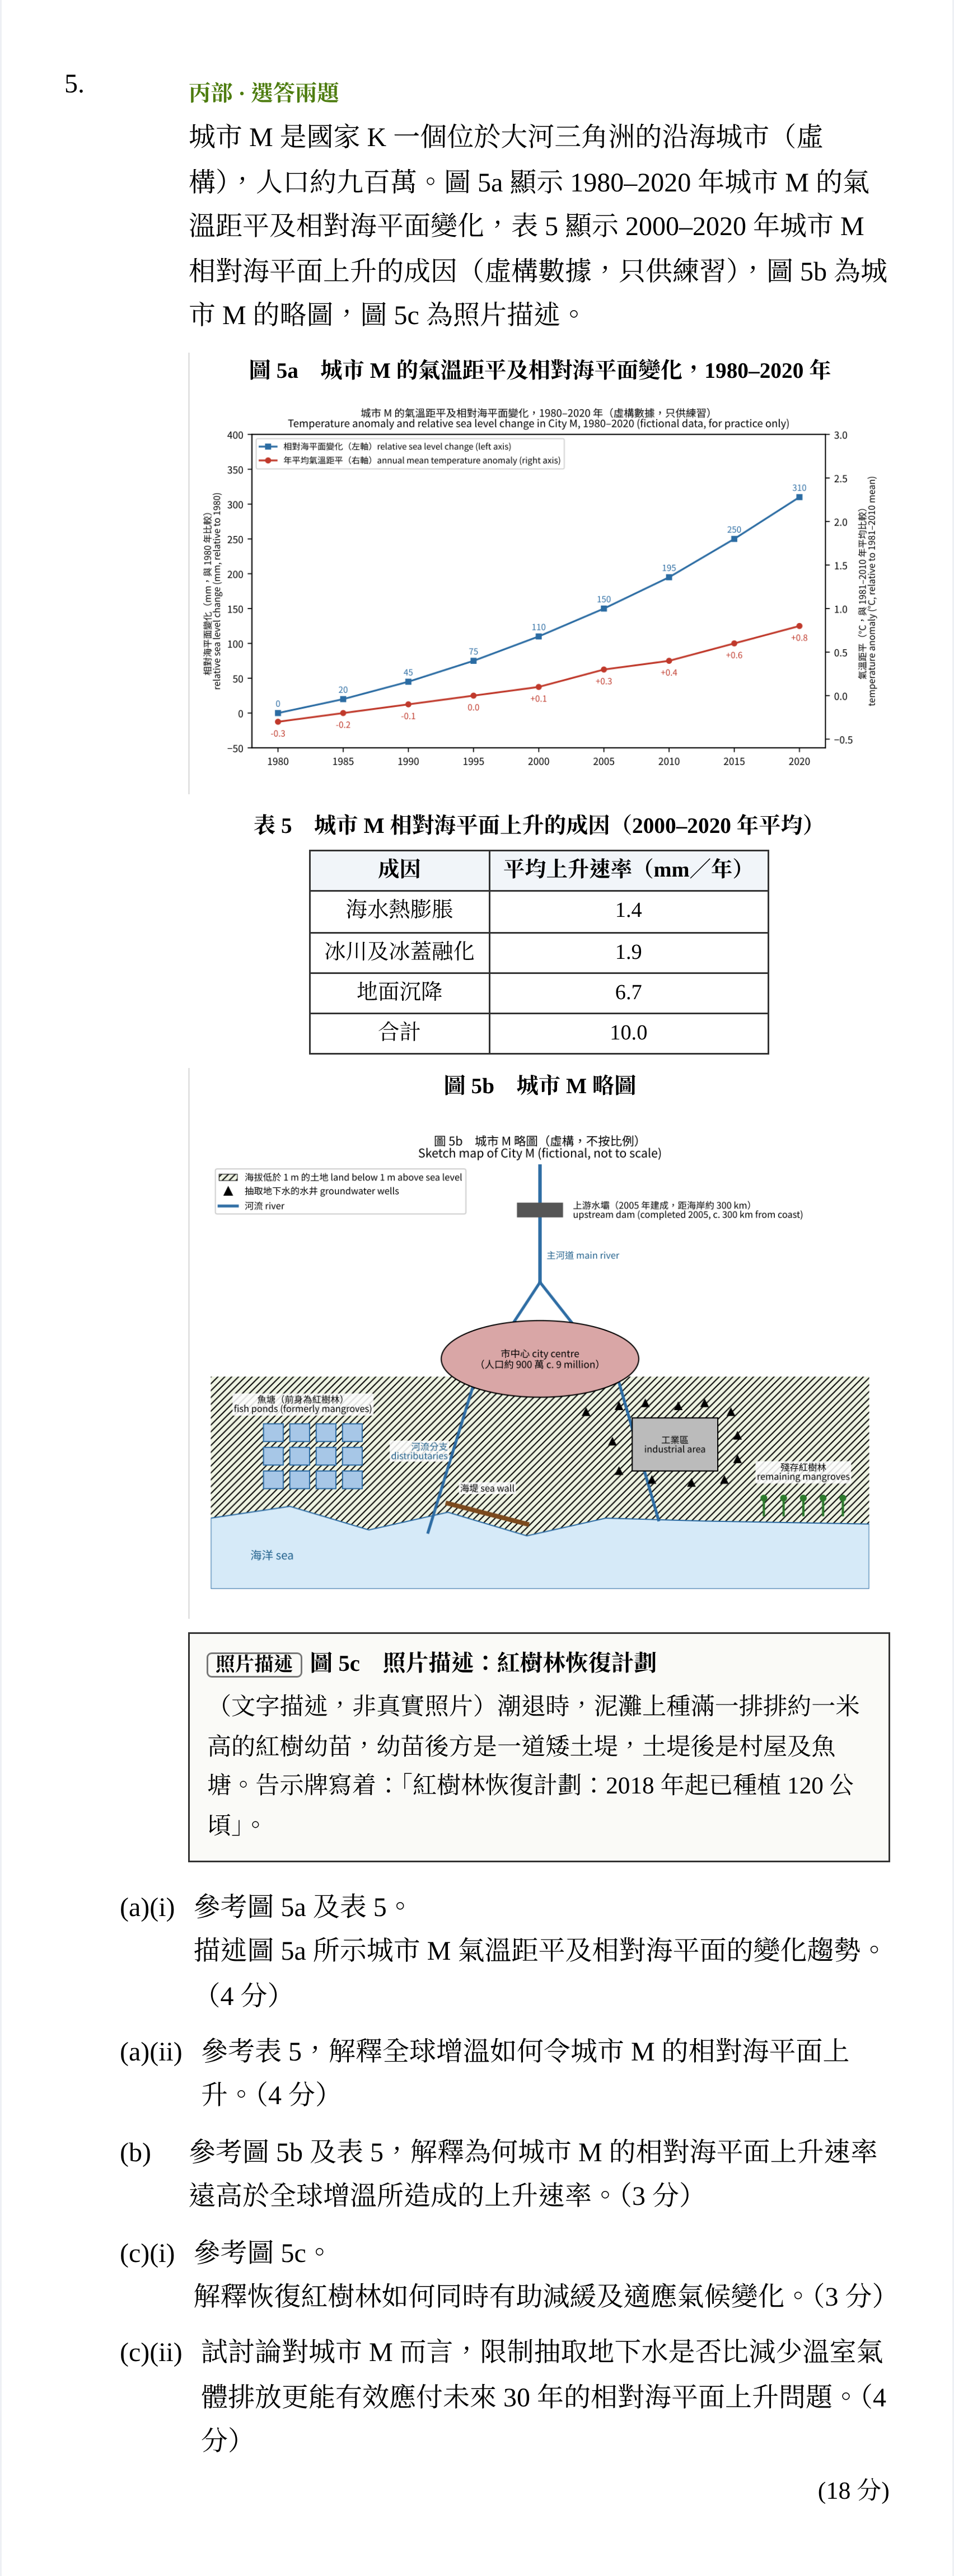 5.
丙部 · 選答兩題
城市 M 是國家 K 一個位於大河三角洲的沿海城市（虛
構），人口約九百萬。圖 5a 顯示 1980–2020 年城市 M 的氣
溫距平及相對海平面變化，表 5 顯示 2000–2020 年城市 M
相對海平面上升的成因（虛構數據，只供練習），圖 5b 為城
市 M 的略圖，圖 5c 為照片描述。
圖 5a　城市 M 的氣溫距平及相對海平面變化，1980–2020 年
城市 M 的氣溫距平及相對海平面變化，1980–2020 年（虛構數據，只供練習）
Temperature anomaly and relative sea level change in City M, 1980–2020 (fictional data, for practice only)
相對海平面變化（左軸）relative sea level change (left axis)
年平均氣溫距平（右軸）annual mean temperature anomaly (right axis)
相對海平面變化（mm，與 1980 年比較）
relative sea level change (mm, relative to 1980)
400
350
300
250
200
150
100
50
0
−50
0
20
45
75
110
150
195
250
310
-0.3
-0.2
-0.1
0.0
+0.1
+0.3
+0.4
+0.6
+0.8
3.0
2.5
2.0
1.5
1.0
0.5
0.0
−0.5
氣溫距平（°C，與 1981–2010 年平均比較）
temperature anomaly (°C, relative to 1981–2010 mean)
1980 1985 1990 1995 2000 2005 2010 2015 2020
表 5　城市 M 相對海平面上升的成因（2000–2020 年平均）
成因 平均上升速率（mm／年）
海水熱膨脹 1.4
冰川及冰蓋融化 1.9
地面沉降 6.7
合計 10.0
圖 5b　城市 M 略圖
圖 5b　城市 M 略圖（虛構，不按比例）
Sketch map of City M (fictional, not to scale)
海拔低於 1 m 的土地 land below 1 m above sea level
抽取地下水的水井 groundwater wells
河流 river
上游水壩（2005 年建成，距海岸約 300 km）
upstream dam (completed 2005, c. 300 km from coast)
主河道 main river
市中心 city centre
（人口約 900 萬 c. 9 million）
魚塘（前身為紅樹林）
fish ponds (formerly mangroves)
河流分支
distributaries
工業區
industrial area
殘存紅樹林
remaining mangroves
海堤 sea wall
海洋 sea
照片描述 圖 5c　照片描述：紅樹林恢復計劃
（文字描述，非真實照片）潮退時，泥灘上種滿一排排約一米
高的紅樹幼苗，幼苗後方是一道矮土堤，土堤後是村屋及魚
塘。告示牌寫着：「紅樹林恢復計劃：2018 年起已種植 120 公
頃」。
(a)(i) 參考圖 5a 及表 5。
描述圖 5a 所示城市 M 氣溫距平及相對海平面的變化趨勢。
（4 分）
(a)(ii) 參考表 5，解釋全球增溫如何令城市 M 的相對海平面上
升。（4 分）
(b) 參考圖 5b 及表 5，解釋為何城市 M 的相對海平面上升速率
遠高於全球增溫所造成的上升速率。（3 分）
(c)(i) 參考圖 5c。
解釋恢復紅樹林如何同時有助減緩及適應氣候變化。（3 分）
(c)(ii) 試討論對城市 M 而言，限制抽取地下水是否比減少溫室氣
體排放更能有效應付未來 30 年的相對海平面上升問題。（4
分）
(18 分)